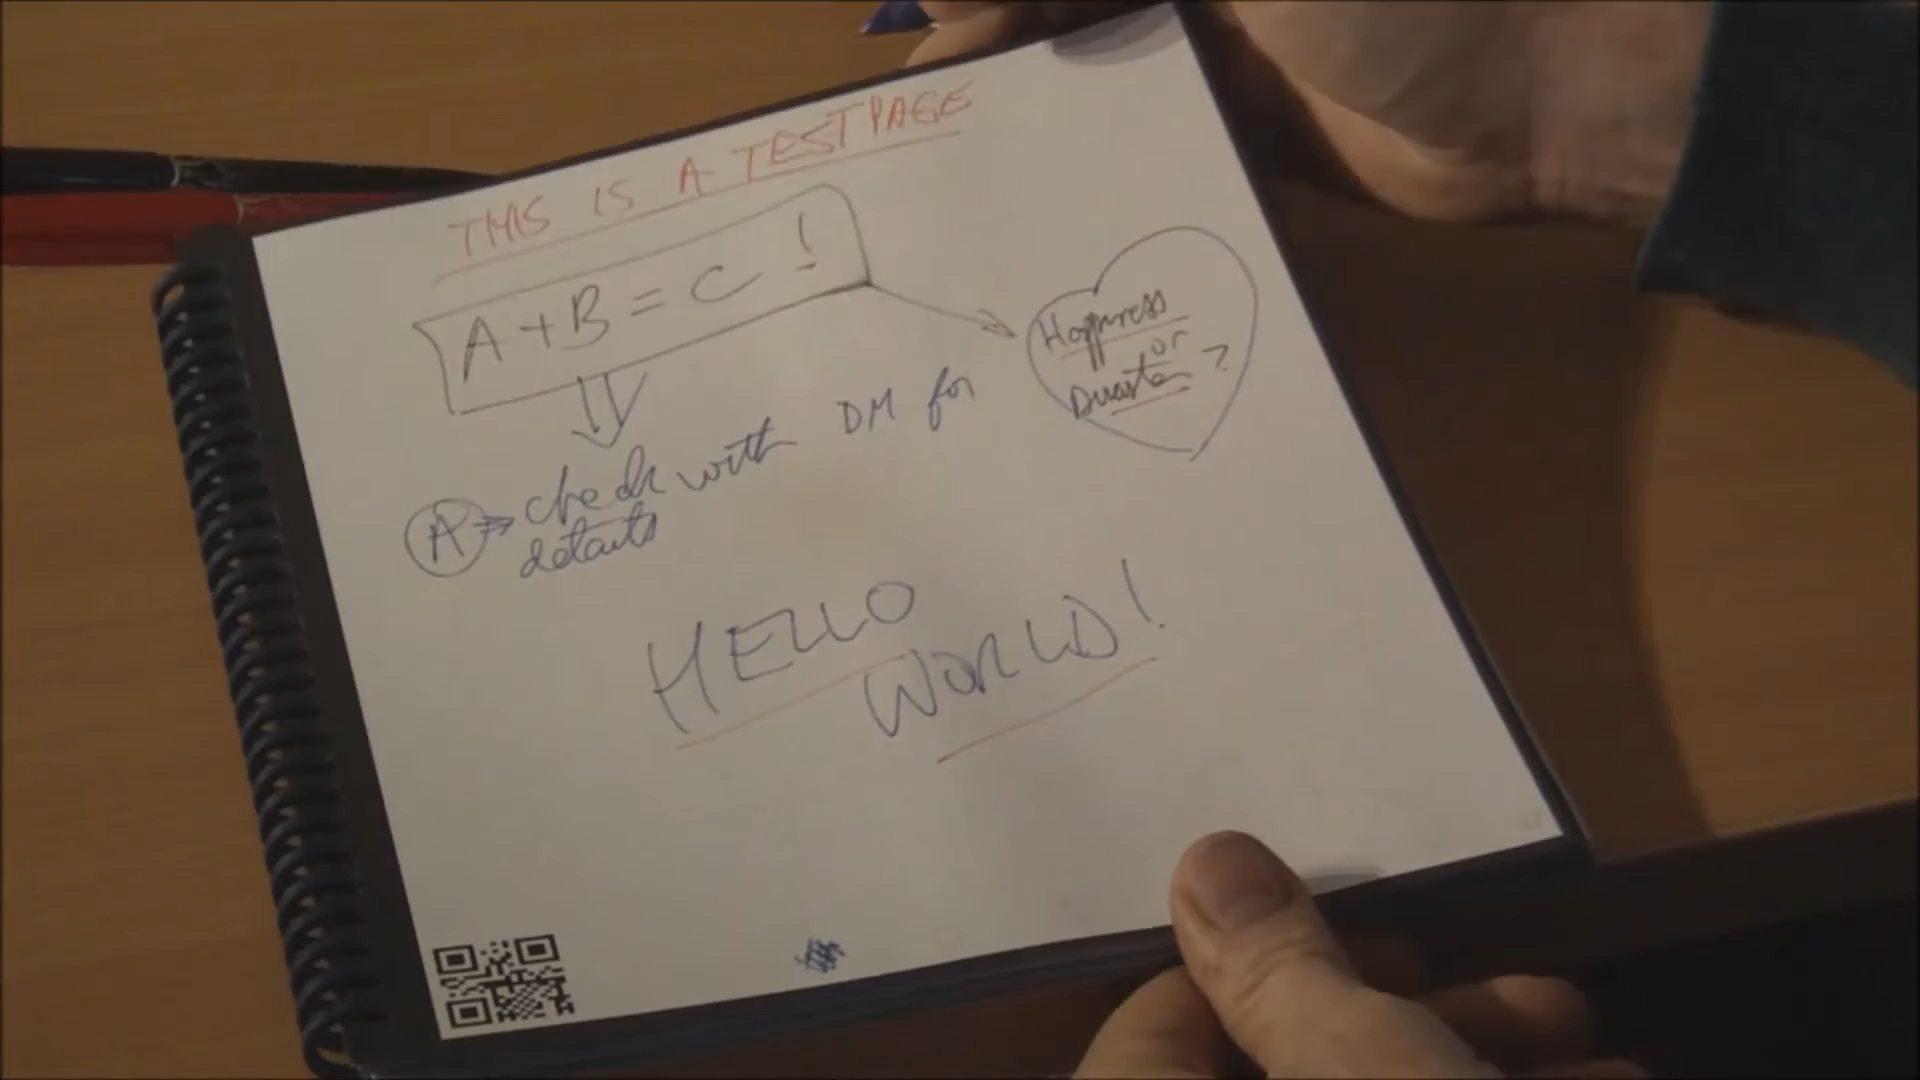 THIS IS A TEST PAGE
A+B=C!
Happiness
or
Disaster?
A => check with DM for
details
HELLO
WORLD!